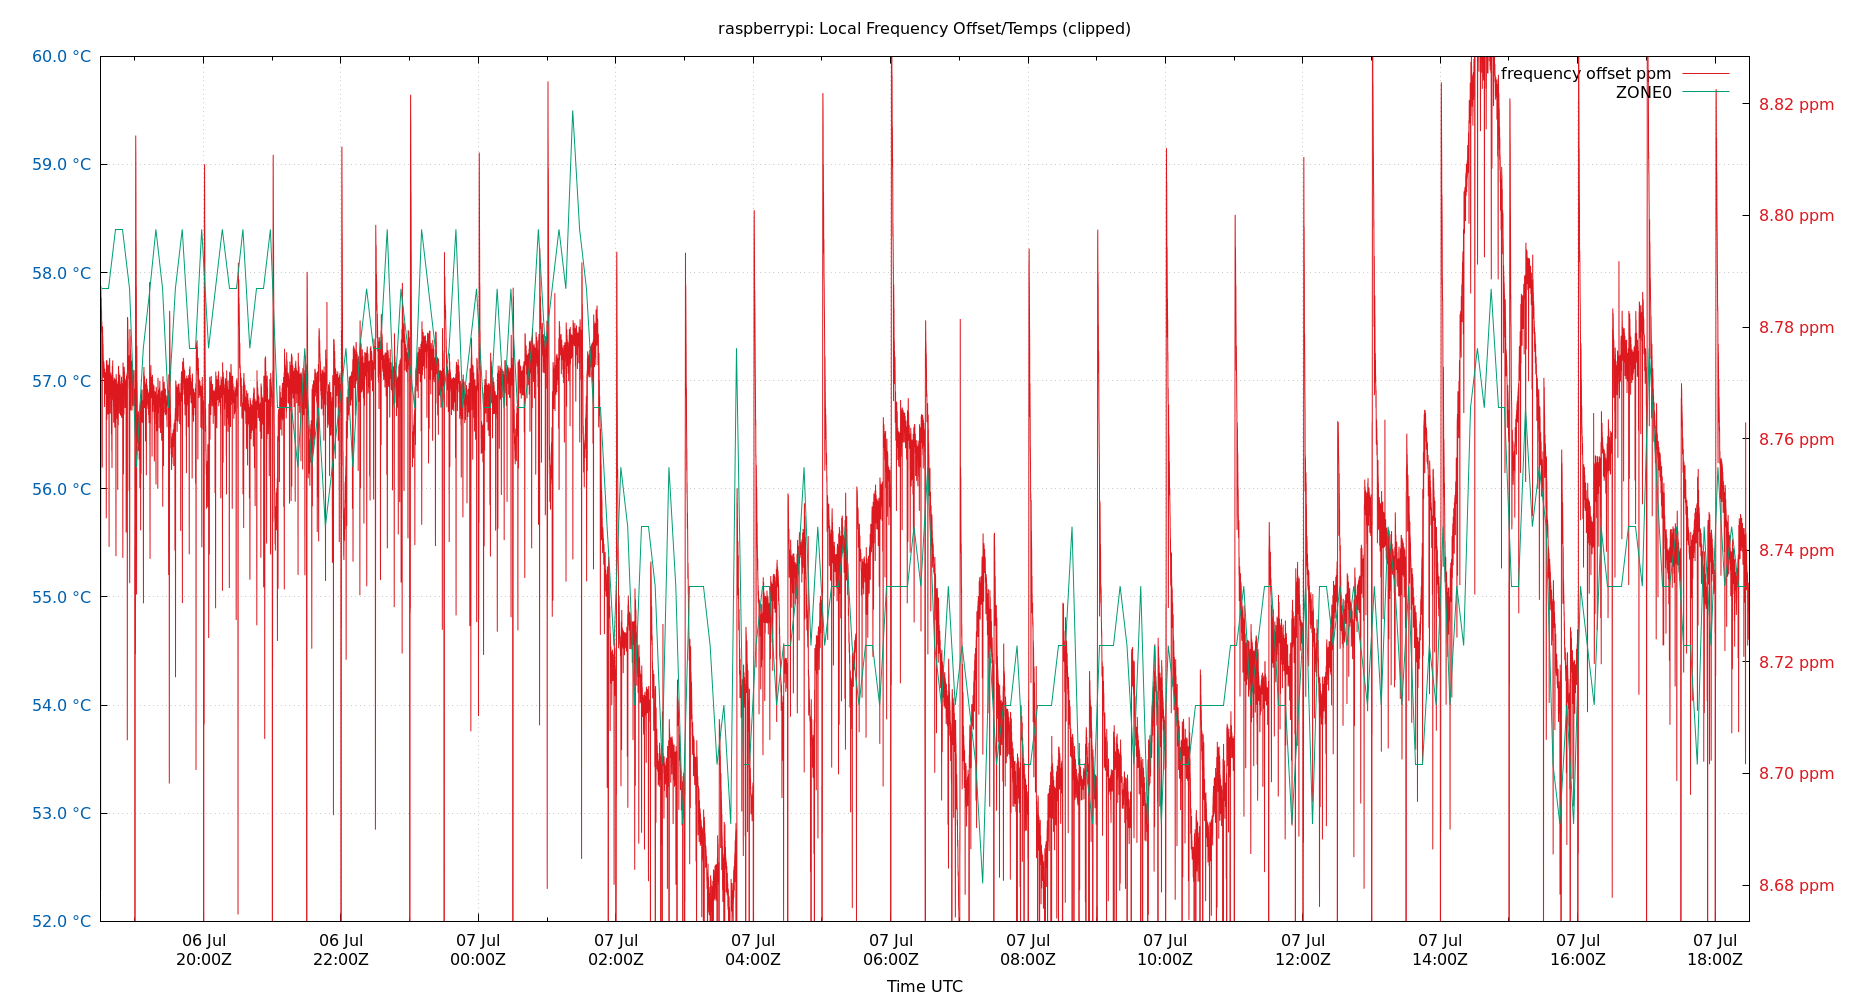 raspberrypi: Local Frequency Offset/Temps (clipped)
60.0 °C
59.0 °C
58.0 °C
57.0 °C
56.0 °C
55.0 °C
54.0 °C
53.0 °C
52.0 °C
frequency offset ppm
ZONE0
8.82 ppm
8.80 ppm
8.78 ppm
8.76 ppm
8.74 ppm
8.72 ppm
8.70 ppm
8.68 ppm
06 Jul
20:00Z
06 Jul
22:00Z
07 Jul
00:00Z
07 Jul
02:00Z
07 Jul
04:00Z
07 Jul
06:00Z
07 Jul
08:00Z
07 Jul
10:00Z
07 Jul
12:00Z
07 Jul
14:00Z
07 Jul
16:00Z
07 Jul
18:00Z
Time UTC